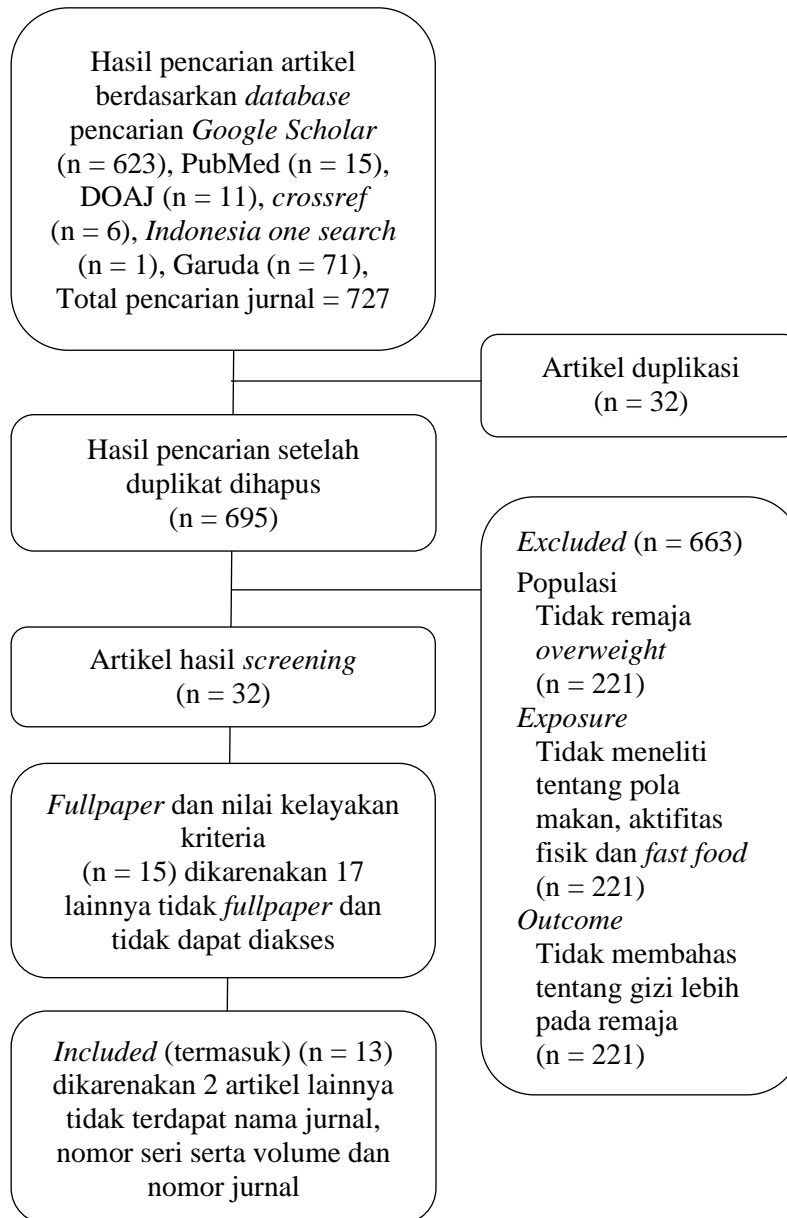 Hasil pencarian artikel
berdasarkan database
pencarian Google Scholar
(n = 623), PubMed (n = 15),
DOAJ (n = 11), crossref
(n = 6), Indonesia one search
(n = 1), Garuda (n = 71),
Total pencarian jurnal = 727
Artikel duplikasi
(n = 32)
Hasil pencarian setelah
duplikat dihapus
(n = 695)
Excluded (n = 663)
Populasi
Tidak remaja
overweight
(n = 221)
Exposure
Tidak meneliti
tentang pola
makan, aktifitas
fisik dan fast food
(n = 221)
Outcome
Tidak membahas
tentang gizi lebih
pada remaja
(n = 221)
Artikel hasil screening
(n = 32)
Fullpaper dan nilai kelayakan
kriteria
(n = 15) dikarenakan 17
lainnya tidak fullpaper dan
tidak dapat diakses
Included (termasuk) (n = 13)
dikarenakan 2 artikel lainnya
tidak terdapat nama jurnal,
nomor seri serta volume dan
nomor jurnal